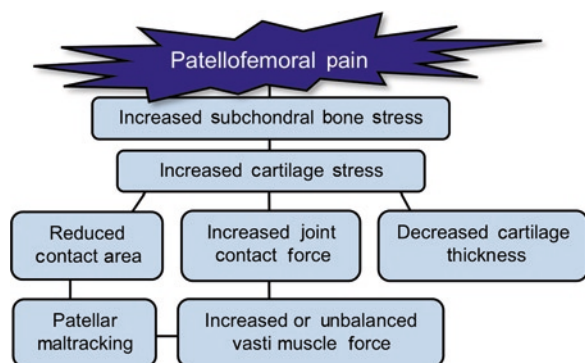 Patellofemoral pain
Increased subchondral bone stress
Increased cartilage stress
Reduced
contact area
Increased joint
contact force
Decreased cartilage
thickness
Patellar
maltracking
Increased or unbalanced
vasti muscle force